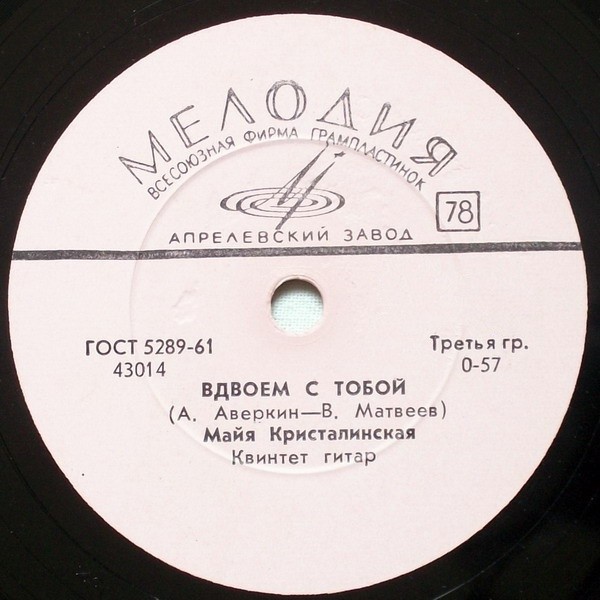 МЕЛОДИЯ
ВСЕСОЮЗНАЯ ФИРМА ГРАМПЛАСТИНОК
78
АПРЕЛЕВСКИЙ ЗАВОД
ГОСТ 5289-61
43014
Третья гр.
0-57
ВДВОЕМ С ТОБОЙ
(А. Аверкин—В. Матвеев)
Майя Кристалинская
Квинтет гитар